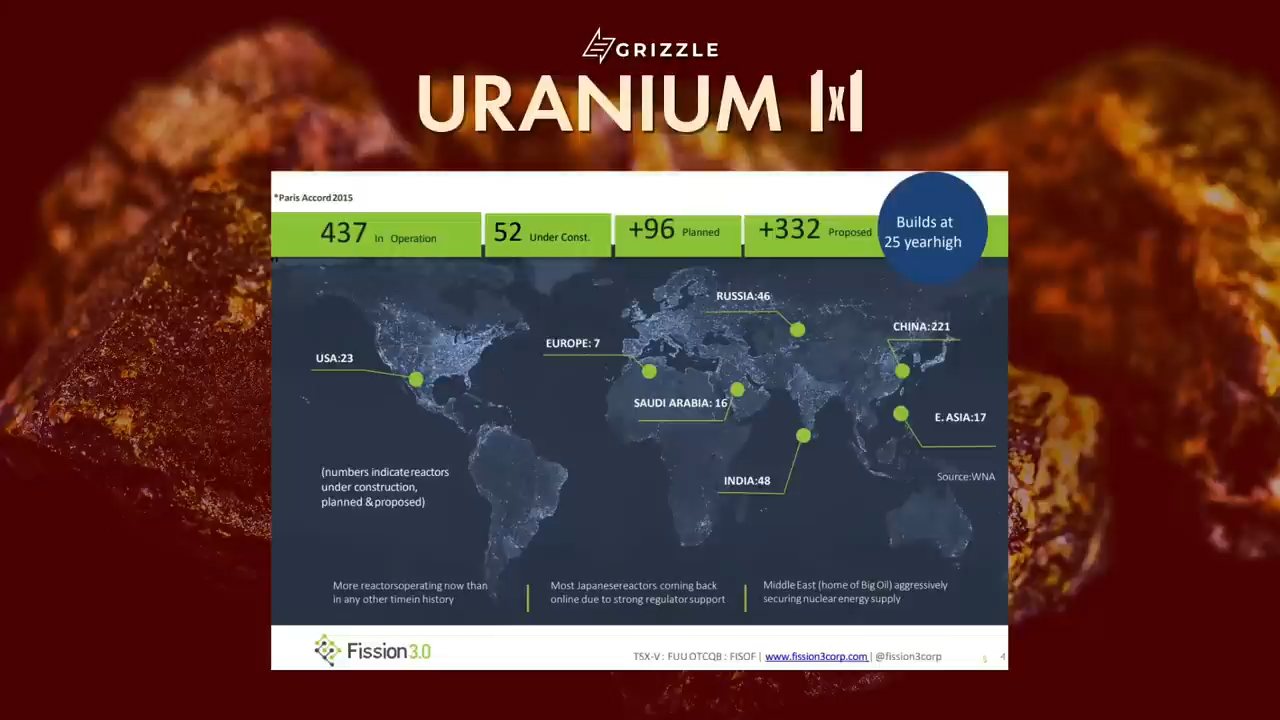 GRIZZLE
URANIUM 1x1
*Paris Accord 2015
437 In Operation
52 Under Const.
+96 Planned
+332 Proposed
Builds at
25 yearhigh
RUSSIA:46
CHINA:221
EUROPE: 7
USA:23
SAUDI ARABIA: 16
E. ASIA:17
(numbers indicate reactors
under construction,
planned & proposed)
INDIA:48
Source:WNA
More reactorsoperating now than
in any other timein history
Most Japanesereactors coming back
online due to strong regulator support
Middle East (home of Big Oil) aggressively
securing nuclear energy supply
Fission 3.0
TSX-V : FUU OTCQB : FISOF | www.fission3corp.com | @fission3corp
5 4